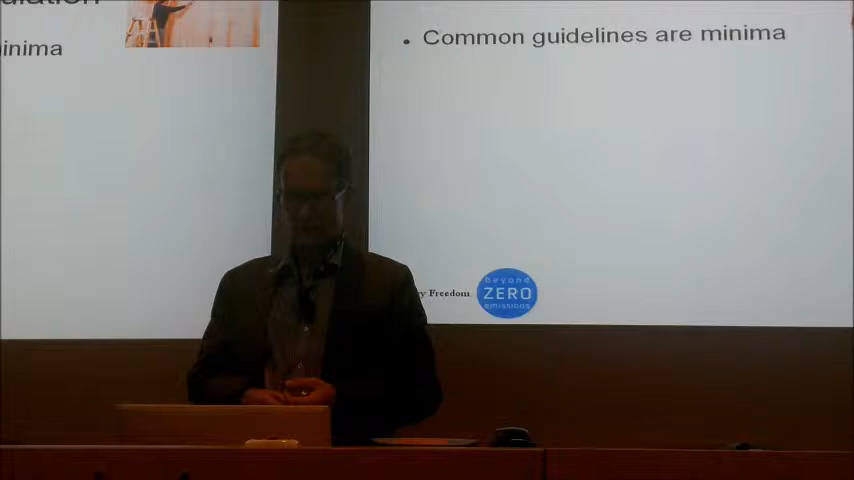 ulation
inima
• Common guidelines are minima
y Freedom
beyond
ZERO
emissions